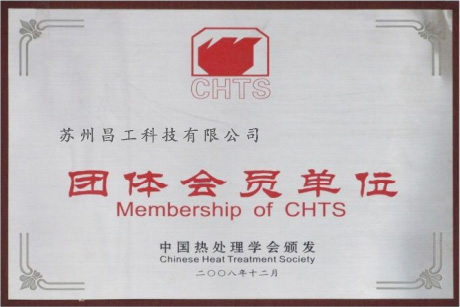 CHTS
苏州昌工科技有限公司
团体会员单位
Membership of CHTS
中国热处理学会颁发
Chinese Heat Treatment Society
二〇〇八年十二月